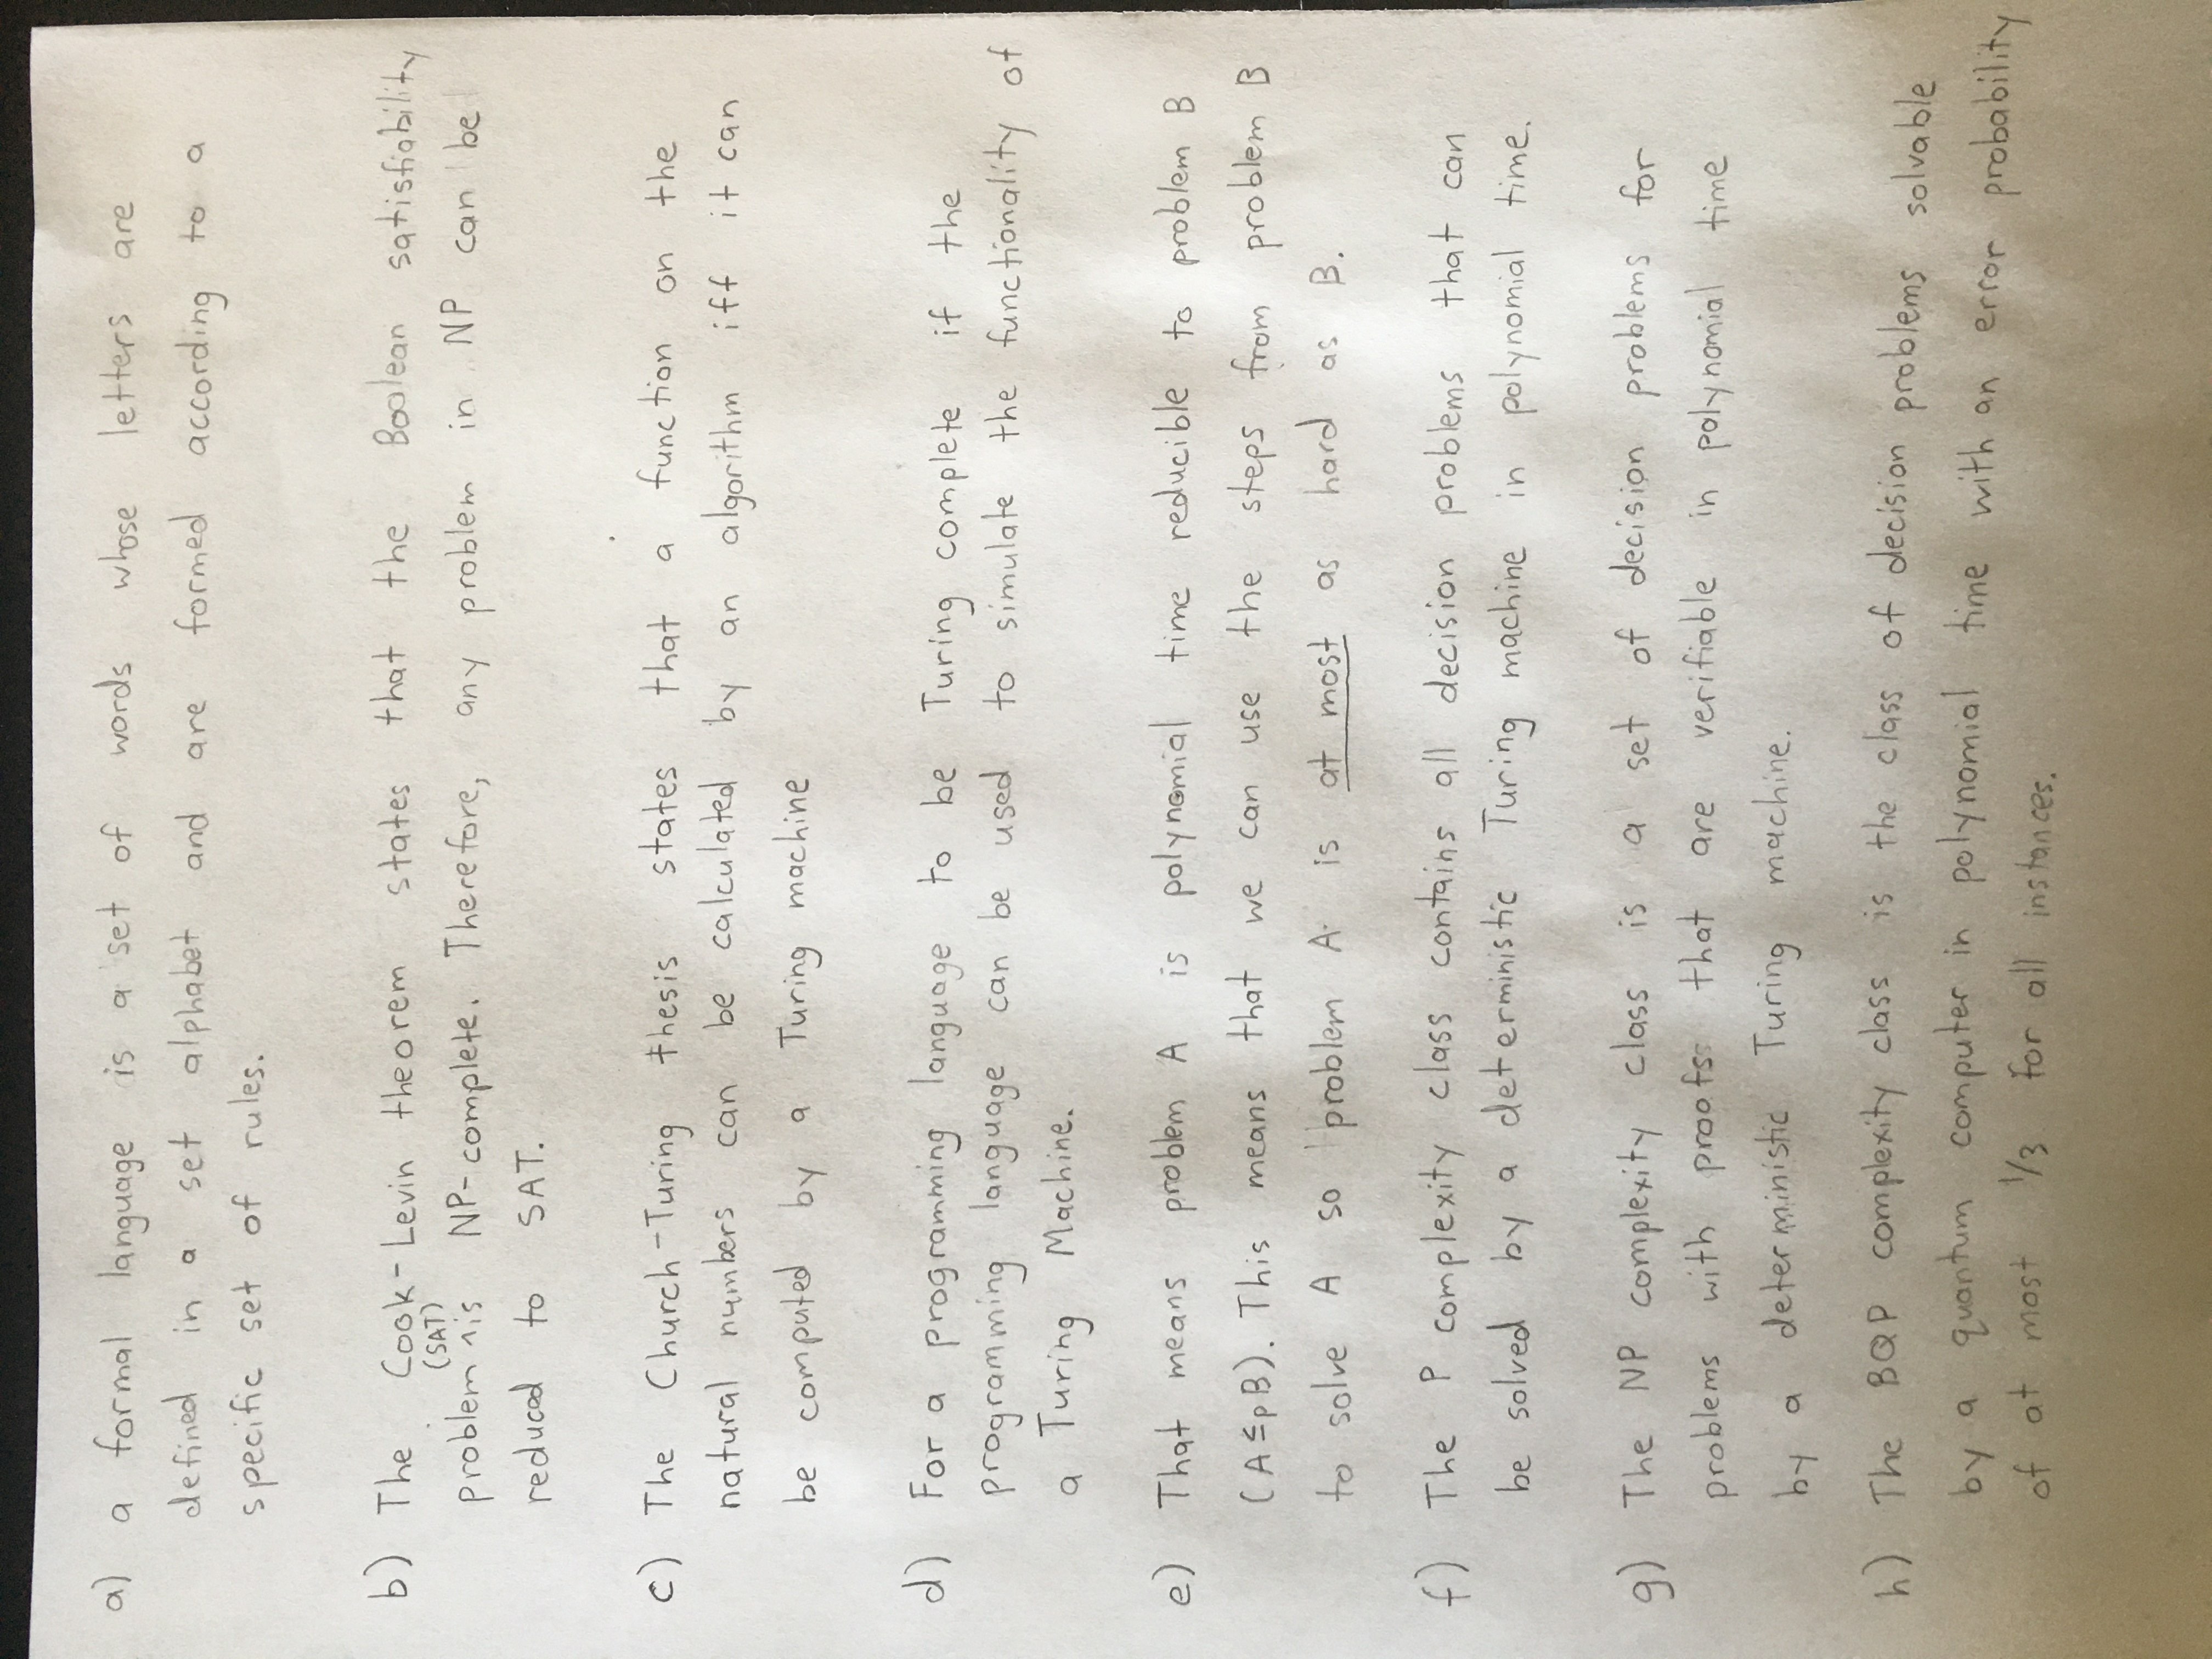 a) a formal language is a set of words whose letters are
defined in a set alphabet and are formed according to a
specific set of rules.
b) The Cook-Levin theorem states that the Boolean satisfiability
(SAT)
problem ^ is NP-complete. Therefore, any problem in NP can be
reduced to SAT.
c) The Church-Turing thesis states that a function on the
natural numbers can be calculated by an algorithm iff it can
be computed by a Turing machine
d) For a programming language to be Turing complete if the
programming language can be used to simulate the functionality of
a Turing Machine.
e) That means problem A is polynomial time reducible to problem B
(A ≤p B). This means that we can use the steps from problem B
to solve A so problem A is at most as hard as B.
f) The P complexity class contains all decision problems that can
be solved by a deterministic Turing machine in polynomial time.
g) The NP complexity class is a set of decision problems for
problems with proofs that are verifiable in polynomial time
by a deterministic Turing machine.
h) The BQP complexity class is the class of decision problems solvable
by a quantum computer in polynomial time with an error probability
of at most 1/3 for all instances.